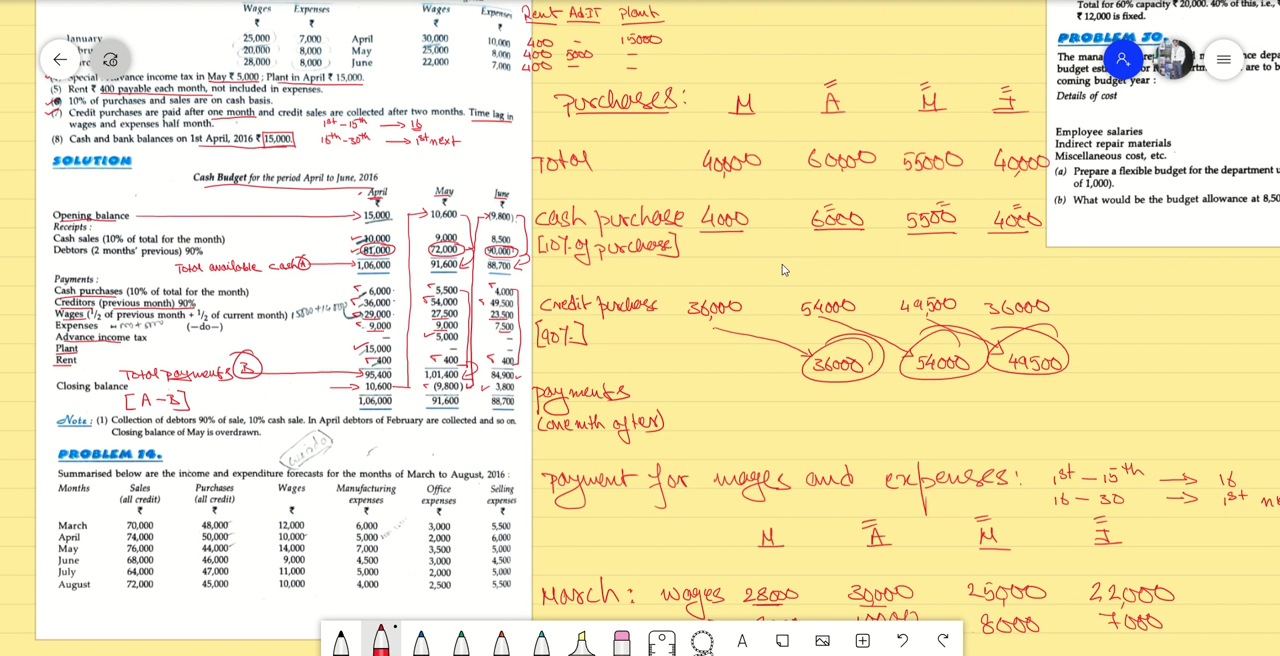 Wages Expenses Wages Expenses
₹ ₹ ₹ ₹
January 25,000 7,000 April 30,000 10,000
20,000 8,000 May 25,000 8,000
28,000 8,000 June 22,000 7,000
Rent Ad IT Plant
400 - 15000
400 5000 -
400 - -
vance income tax in May ₹ 5,000 ; Plant in April ₹ 15,000.
(5) Rent ₹ 400 payable each month, not included in expenses.
10% of purchases and sales are on cash basis.
Credit purchases are paid after one month and credit sales are collected after two months. Time lag in
wages and expenses half month.
1st - 15th → 16
(8) Cash and bank balances on 1st April, 2016 ₹ 15,000.
16th - 30th → 1st next
SOLUTION
Cash Budget for the period April to June, 2016
April May June
₹ ₹ ₹
Opening balance 15,000 10,600 (9,800)
Receipts :
Cash sales (10% of total for the month) 10,000 9,000 8,500
Debtors (2 months' previous) 90% 81,000 72,000 90,000
Total available cash A 1,06,000 91,600 88,700
Payments :
Cash purchases (10% of total for the month) 6,000 5,500 4,000
Creditors (previous month) 90% 36,000 54,000 49,500
Wages (1/2 of previous month + 1/2 of current month) 29,000 27,500 23,500
Expenses (—do—) 9,000 9,000 7,500
Advance income tax – 5,000 –
Plant 15,000 – –
Rent 400 400 400
Total payments B 95,400 1,01,400 84,900
Closing balance 10,600 (9,800) 3,800
[A-B] 1,06,000 91,600 88,700
Note : (1) Collection of debtors 90% of sale, 10% cash sale. In April debtors of February are collected and so on.
Closing balance of May is overdrawn.
PROBLEM 14.
Summarised below are the income and expenditure forecasts for the months of March to August, 2016 :
Months Sales Purchases Wages Manufacturing Office Selling
(all credit) (all credit) expenses expenses expenses
₹ ₹ ₹ ₹ ₹ ₹
March 70,000 48,000 12,000 6,000 3,000 5,500
April 74,000 50,000 10,000 5,000 2,000 6,000
May 76,000 44,000 14,000 7,000 3,500 5,000
June 68,000 46,000 9,000 4,500 3,000 4,500
July 64,000 47,000 11,000 5,000 2,000 5,000
August 72,000 45,000 10,000 4,000 2,500 5,500
Purchases: M A M J
Total 40,000 60,000 55000 40,000
cash purchase 4000 6000 5500 4000
[10% of purchase]
credit purchase 36,000 54000 49,500 36000
[90%]
36000 54000 49500
payments
(one mth after)
payment for wages and expenses: 1st - 15th → 16
16 - 30 → 1st
M A M J
March: wages 28000 30000 25,000 22,000
8000 7000
Total for 60% capacity ₹ 20,000. 40% of this, i.e.,
₹ 12,000 is fixed.
PROBLEM 30.
The mana
budget est
coming budget year :
Details of cost
Employee salaries
Indirect repair materials
Miscellaneous cost, etc.
(a) Prepare a flexible budget for the department
of 1,000).
(b) What would be the budget allowance at 8,50
A